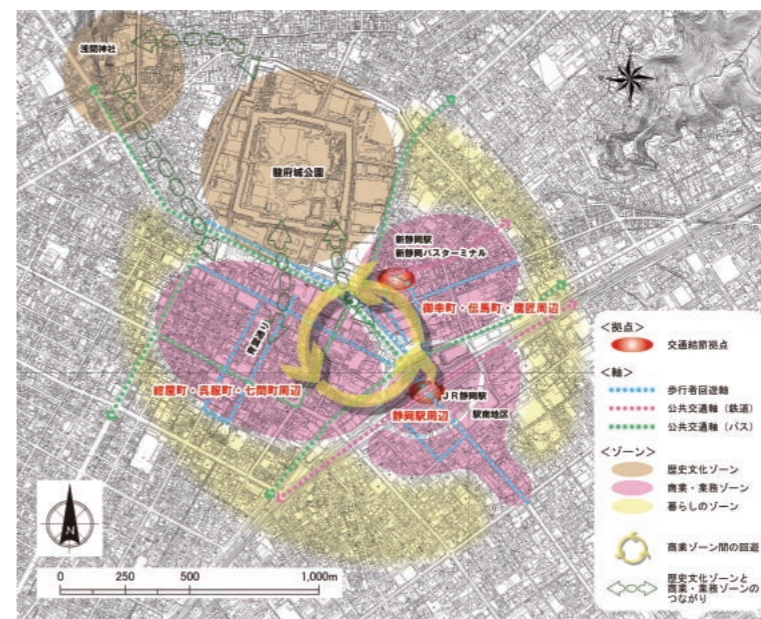 浅間神社
駿府城公園
新静岡駅
新静岡バスターミナル
御幸町・伝馬町・鷹匠周辺
青葉通り
紺屋町・呉服町・七間町周辺
JR静岡駅
静岡駅周辺
駅南地区
N
0 250 500 1,000m
<拠点>
交通結節拠点
<軸>
歩行者回遊軸
公共交通軸（鉄道）
公共交通軸（バス）
<ゾーン>
歴史文化ゾーン
商業・業務ゾーン
暮らしのゾーン
商業ゾーン間の回遊
歴史文化ゾーンと
商業・業務ゾーンの
つながり